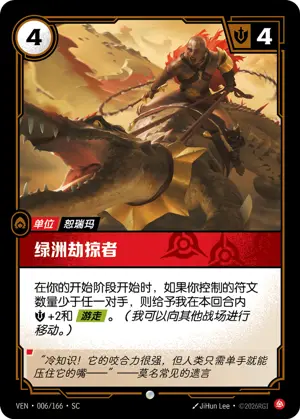 4
4
单位 恕瑞玛
绿洲劫掠者
在你的开始阶段开始时，如果你控制的符文
数量少于任一对手，则给予我在本回合内
+2和 游走 。（我可以向其他战场进行
移动。）
“冷知识！它的咬合力很强，但人类只需单手就能
压住它的嘴——”——莫名常见的遗言
VEN • 006/166 • SC
JiHun Lee • ©2026RGI